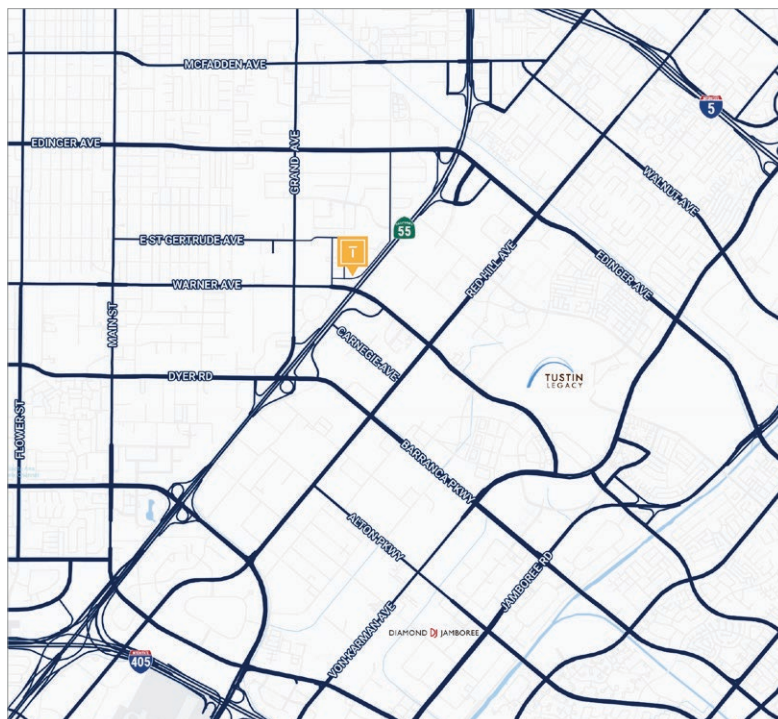 MCFADDEN AVE
5
EDINGER AVE
GRAND AVE
WALNUT AVE
55
E ST GERTRUDE AVE
1
RED HILL AVE
EDINGER AVE
WARNER AVE
MAIN ST
CARNEGIE AVE
DYER RD
TUSTIN
LEGACY
FLOWER ST
BARRANCA PKWY
ALTON PKWY
JAMBOREE RD
VON KARMAN AVE
DIAMOND DJ JAMBOREE
405